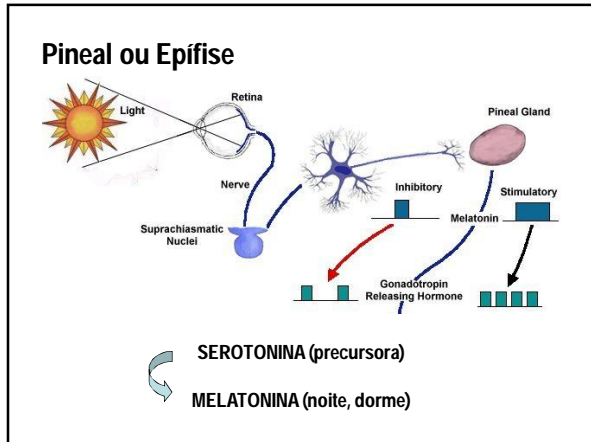 Pineal ou Epífise
Light
Retina
Pineal Gland
Nerve
Inhibitory
Stimulatory
Suprachiasmatic
Nuclei
Melatonin
Gonadotropin
Releasing Hormone
SEROTONINA (precursora)
MELATONINA (noite, dorme)